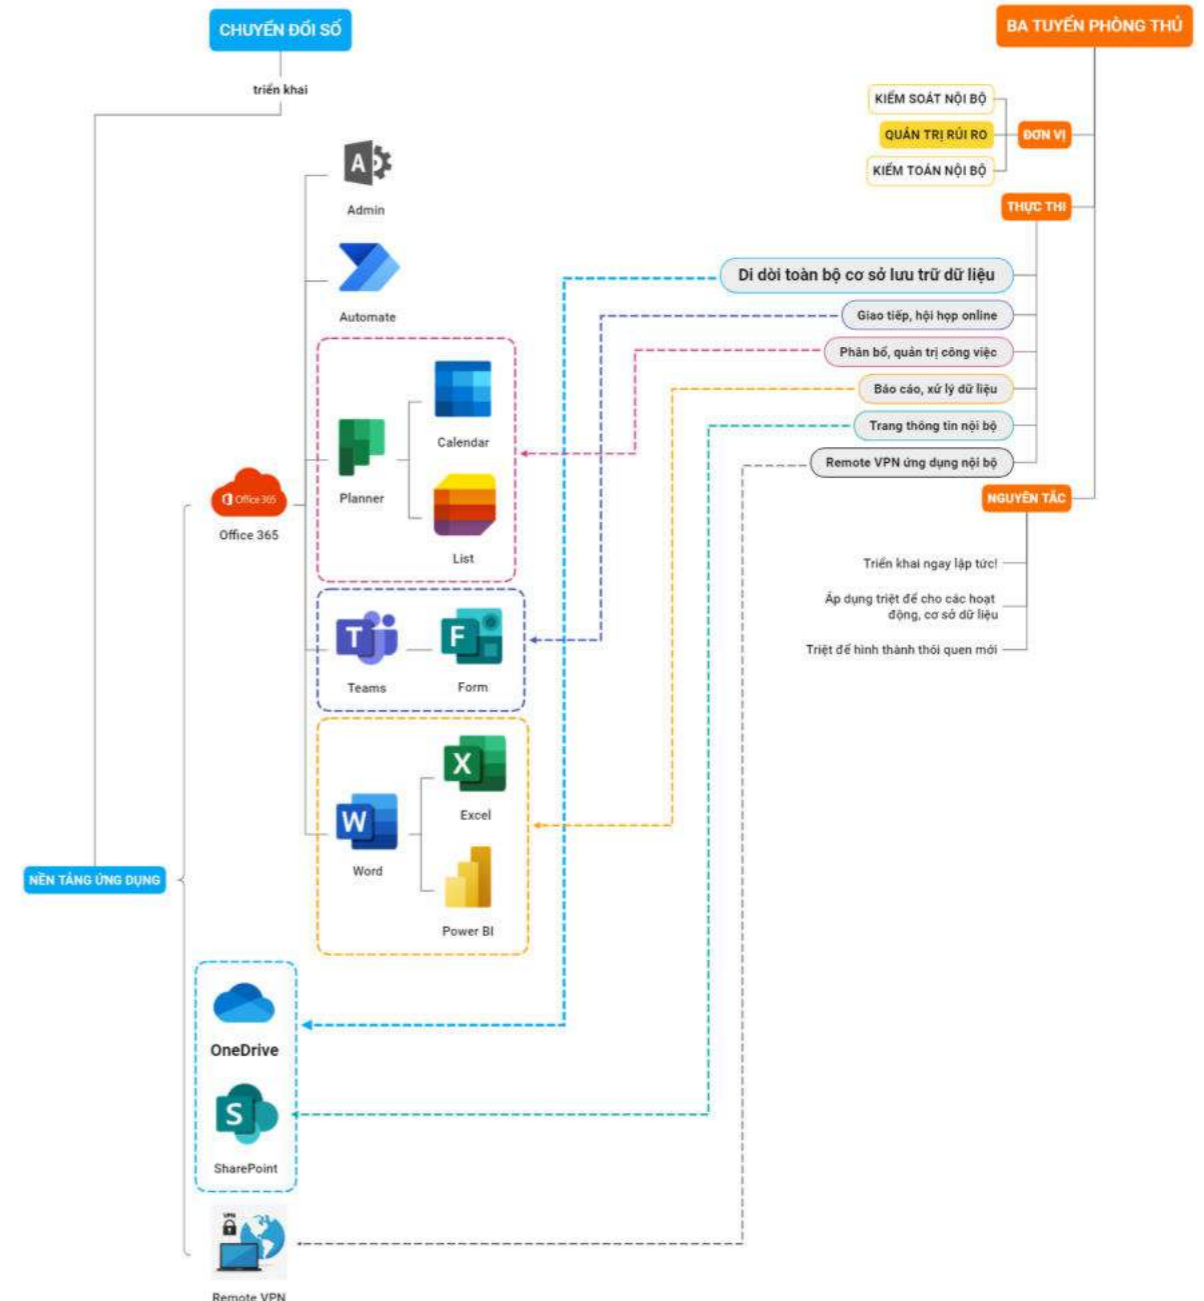 CHUYỂN ĐỔI SỐ
triển khai
Admin
Automate
Calendar
Planner
List
Office 365
Office 365
T
Teams
F
Form
X
Excel
W
Word
Power BI
NỀN TẢNG ỨNG DỤNG
OneDrive
S
SharePoint
VPN
Remote VPN
BA TUYẾN PHÒNG THỦ
KIỂM SOÁT NỘI BỘ
QUẢN TRỊ RỦI RO
ĐƠN VỊ
KIỂM TOÁN NỘI BỘ
THỰC THI
Di dời toàn bộ cơ sở lưu trữ dữ liệu
Giao tiếp, hội họp online
Phân bổ, quản trị công việc
Báo cáo, xử lý dữ liệu
Trang thông tin nội bộ
Remote VPN ứng dụng nội bộ
NGUYÊN TẮC
Triển khai ngay lập tức!
Áp dụng triệt để cho các hoạt
động, cơ sở dữ liệu
Triệt để hình thành thói quen mới